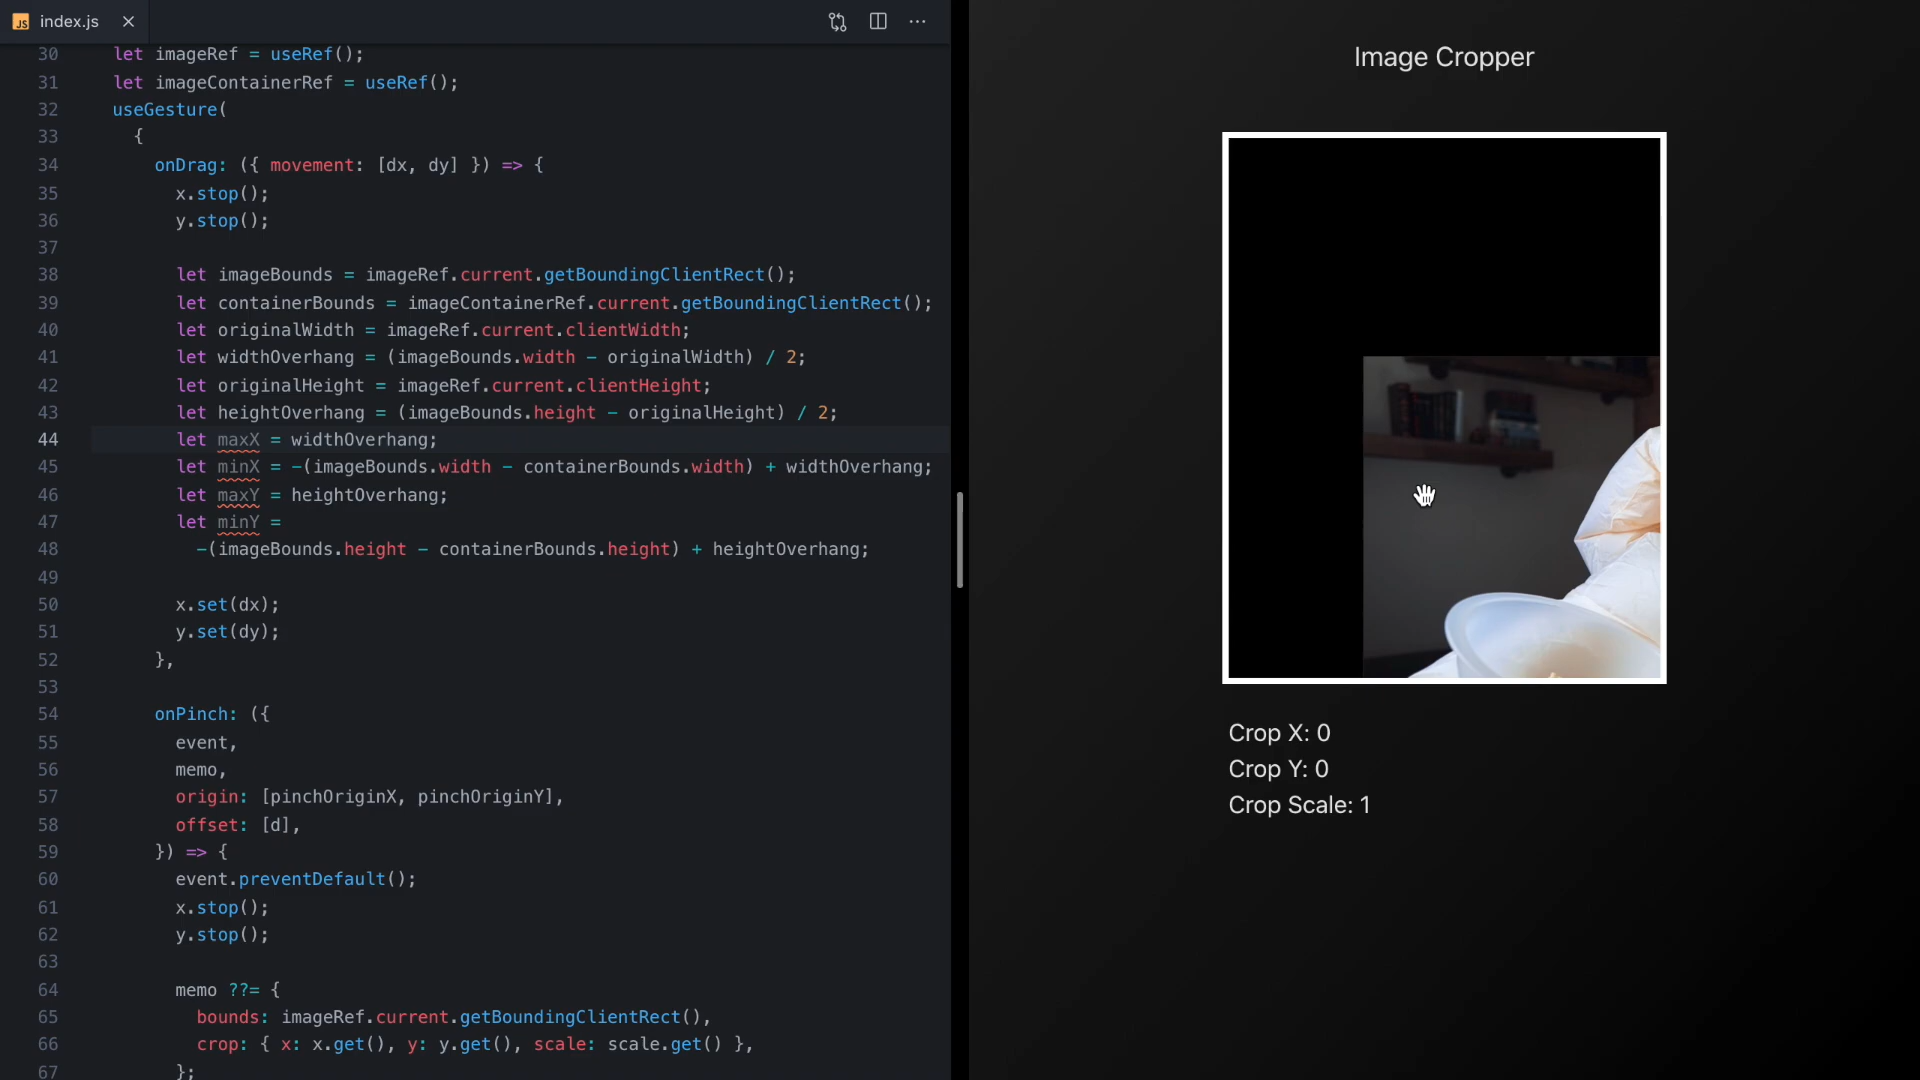 JS index.js
30 let imageRef = useRef();
31 let imageContainerRef = useRef();
32 useGesture(
33 {
34 onDrag: ({ movement: [dx, dy] }) => {
35 x.stop();
36 y.stop();
37
38 let imageBounds = imageRef.current.getBoundingClientRect();
39 let containerBounds = imageContainerRef.current.getBoundingClientRect();
40 let originalWidth = imageRef.current.clientWidth;
41 let widthOverhang = (imageBounds.width - originalWidth) / 2;
42 let originalHeight = imageRef.current.clientHeight;
43 let heightOverhang = (imageBounds.height - originalHeight) / 2;
44 let maxX = widthOverhang;
45 let minX = -(imageBounds.width - containerBounds.width) + widthOverhang;
46 let maxY = heightOverhang;
47 let minY =
48 -(imageBounds.height - containerBounds.height) + heightOverhang;
49
50 x.set(dx);
51 y.set(dy);
52 },
53
54 onPinch: ({
55 event,
56 memo,
57 origin: [pinchOriginX, pinchOriginY],
58 offset: [d],
59 }) => {
60 event.preventDefault();
61 x.stop();
62 y.stop();
63
64 memo ??= {
65 bounds: imageRef.current.getBoundingClientRect(),
66 crop: { x: x.get(), y: y.get(), scale: scale.get() },
67 };
Image Cropper
Crop X: 0
Crop Y: 0
Crop Scale: 1